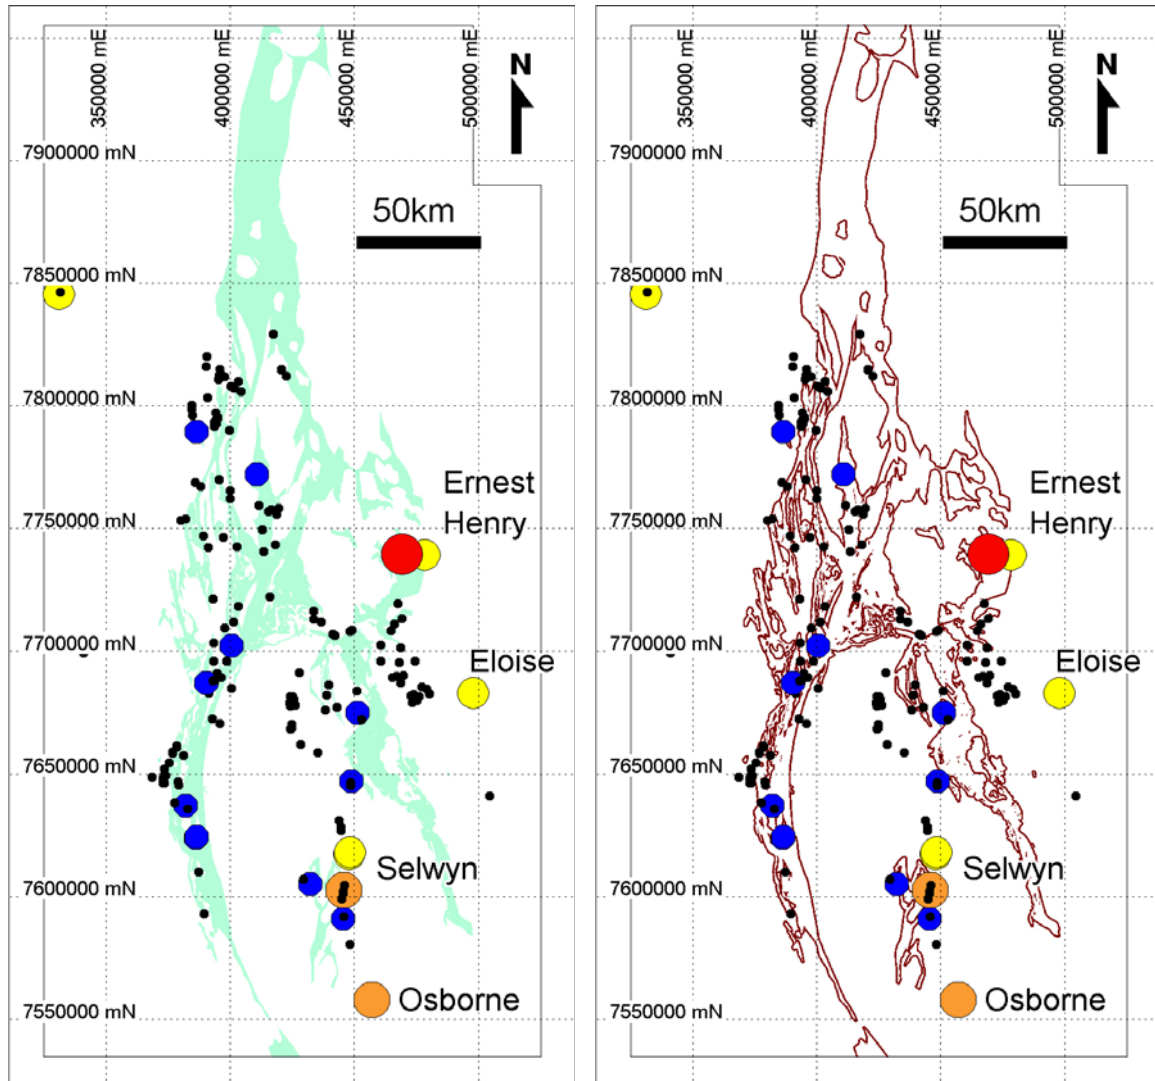 350000 mE
400000 mE
450000 mE
500000 mE
N
7900000 mN
50km
7850000 mN
7800000 mN
Ernest
Henry
7750000 mN
7700000 mN
Eloise
7650000 mN
Selwyn
7600000 mN
Osborne
7550000 mN
350000 mE
400000 mE
450000 mE
500000 mE
N
7900000 mN
50km
7850000 mN
7800000 mN
Ernest
Henry
7750000 mN
7700000 mN
Eloise
7650000 mN
Selwyn
7600000 mN
Osborne
7550000 mN